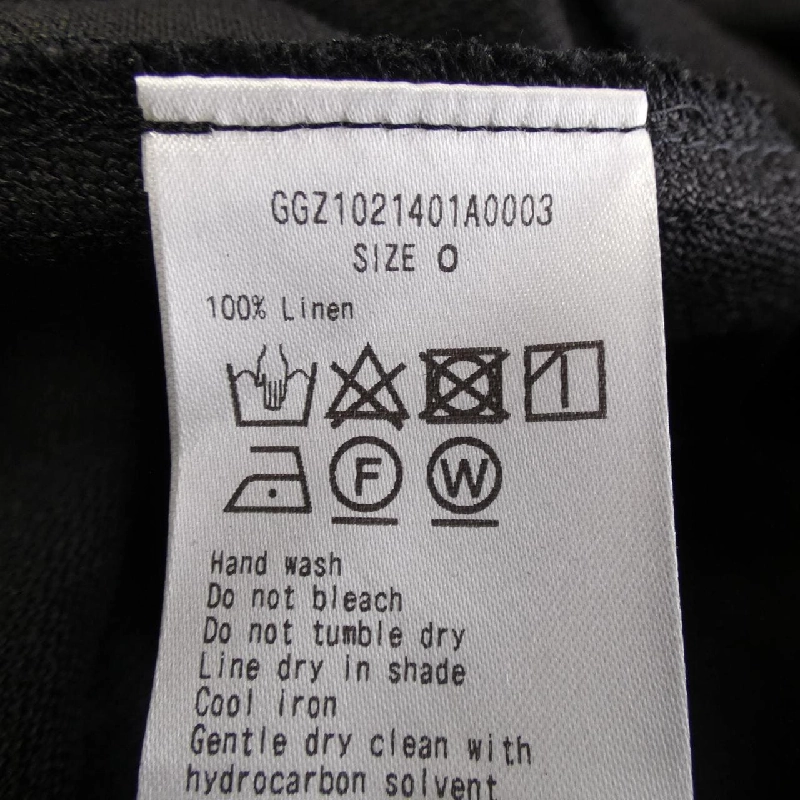 GGZ1021401A0003
SIZE 0
100% Linen
F W
Hand wash
Do not bleach
Do not tumble dry
Line dry in shade
Cool iron
Gentle dry clean with
hydrocarbon solvent